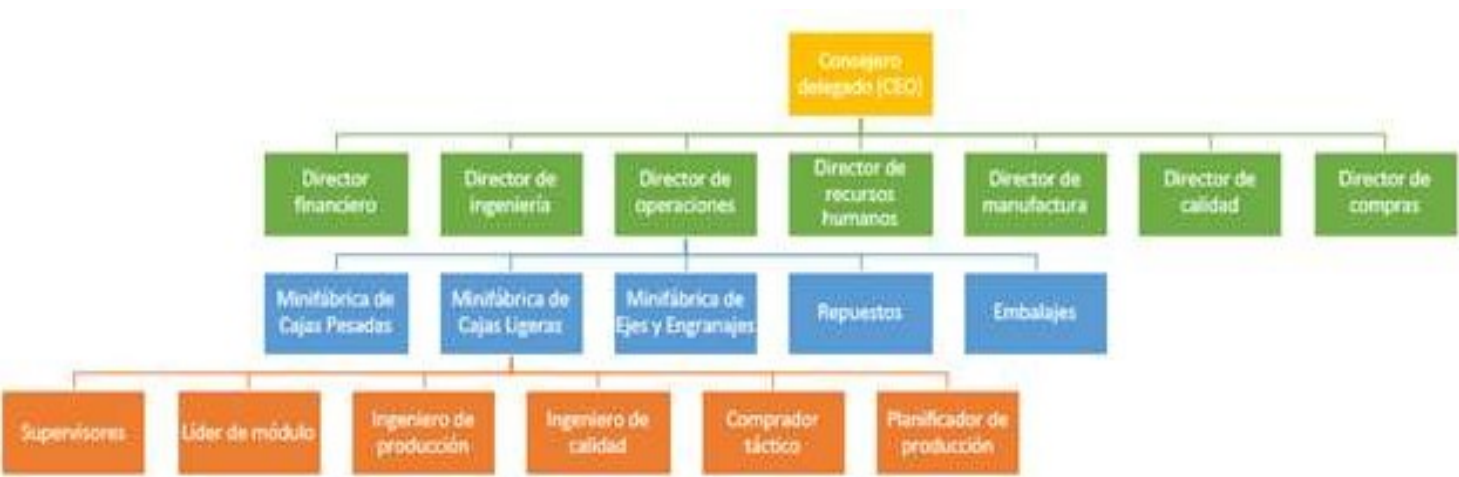 Consejero
delegado (CEO)
Director
financiero
Director de
ingeniería
Director de
operaciones
Director de
recursos
humanos
Director de
manufactura
Director de
calidad
Director de
compras
Minifábrica de
Cajas Pesadas
Minifábrica de
Cajas Ligeras
Minifábrica de
Ejes y Engranajes
Repuestos
Embalajes
Supervisores
Líder de módulo
Ingeniero de
producción
Ingeniero de
calidad
Comprador
táctico
Planificador de
producción